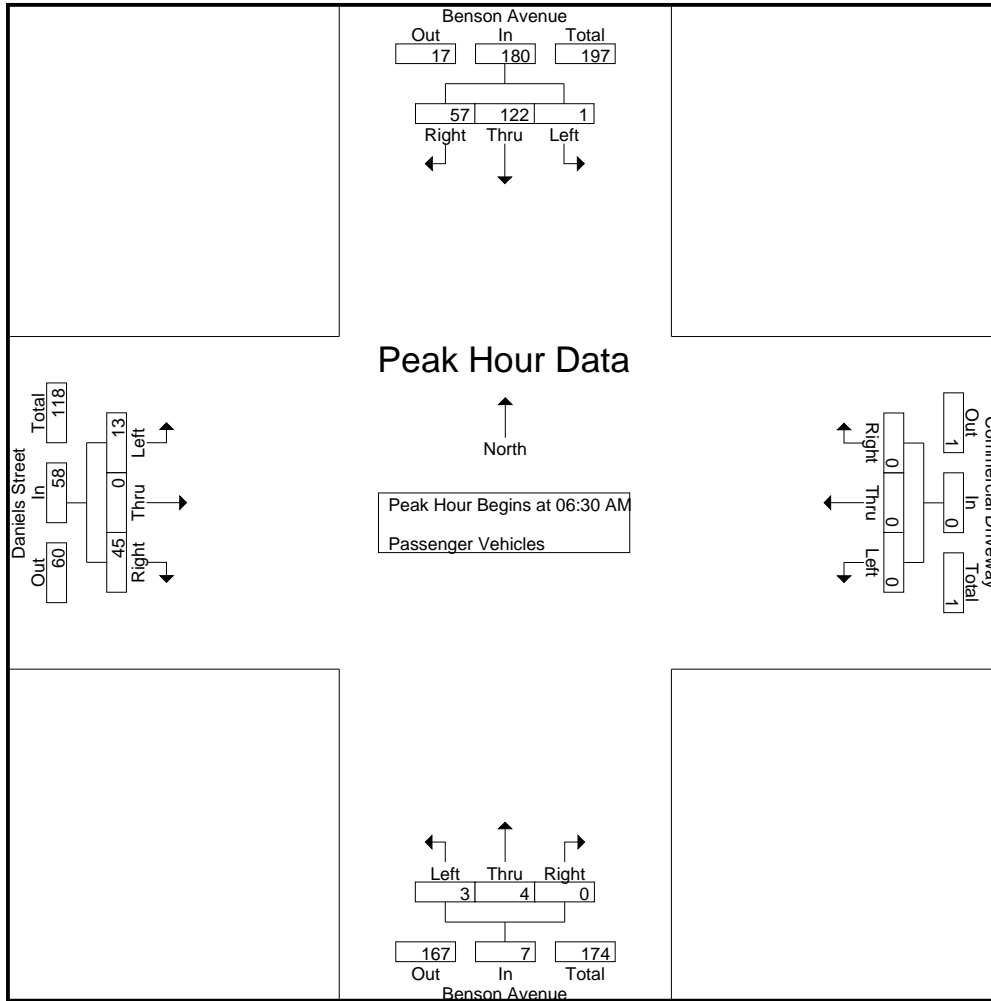 Benson Avenue
Out In Total
17 180 197
57 122 1
Right Thru Left
Peak Hour Data
North
Peak Hour Begins at 06:30 AM
Passenger Vehicles
Daniels Street
Total In Out
118 58 60
13 0 45
Left Thru Right
Commercial Driveway
Out In Total
1 0 1
Right Thru Left
0 0 0
Left Thru Right
3 4 0
167 7 174
Out In Total
Benson Avenue